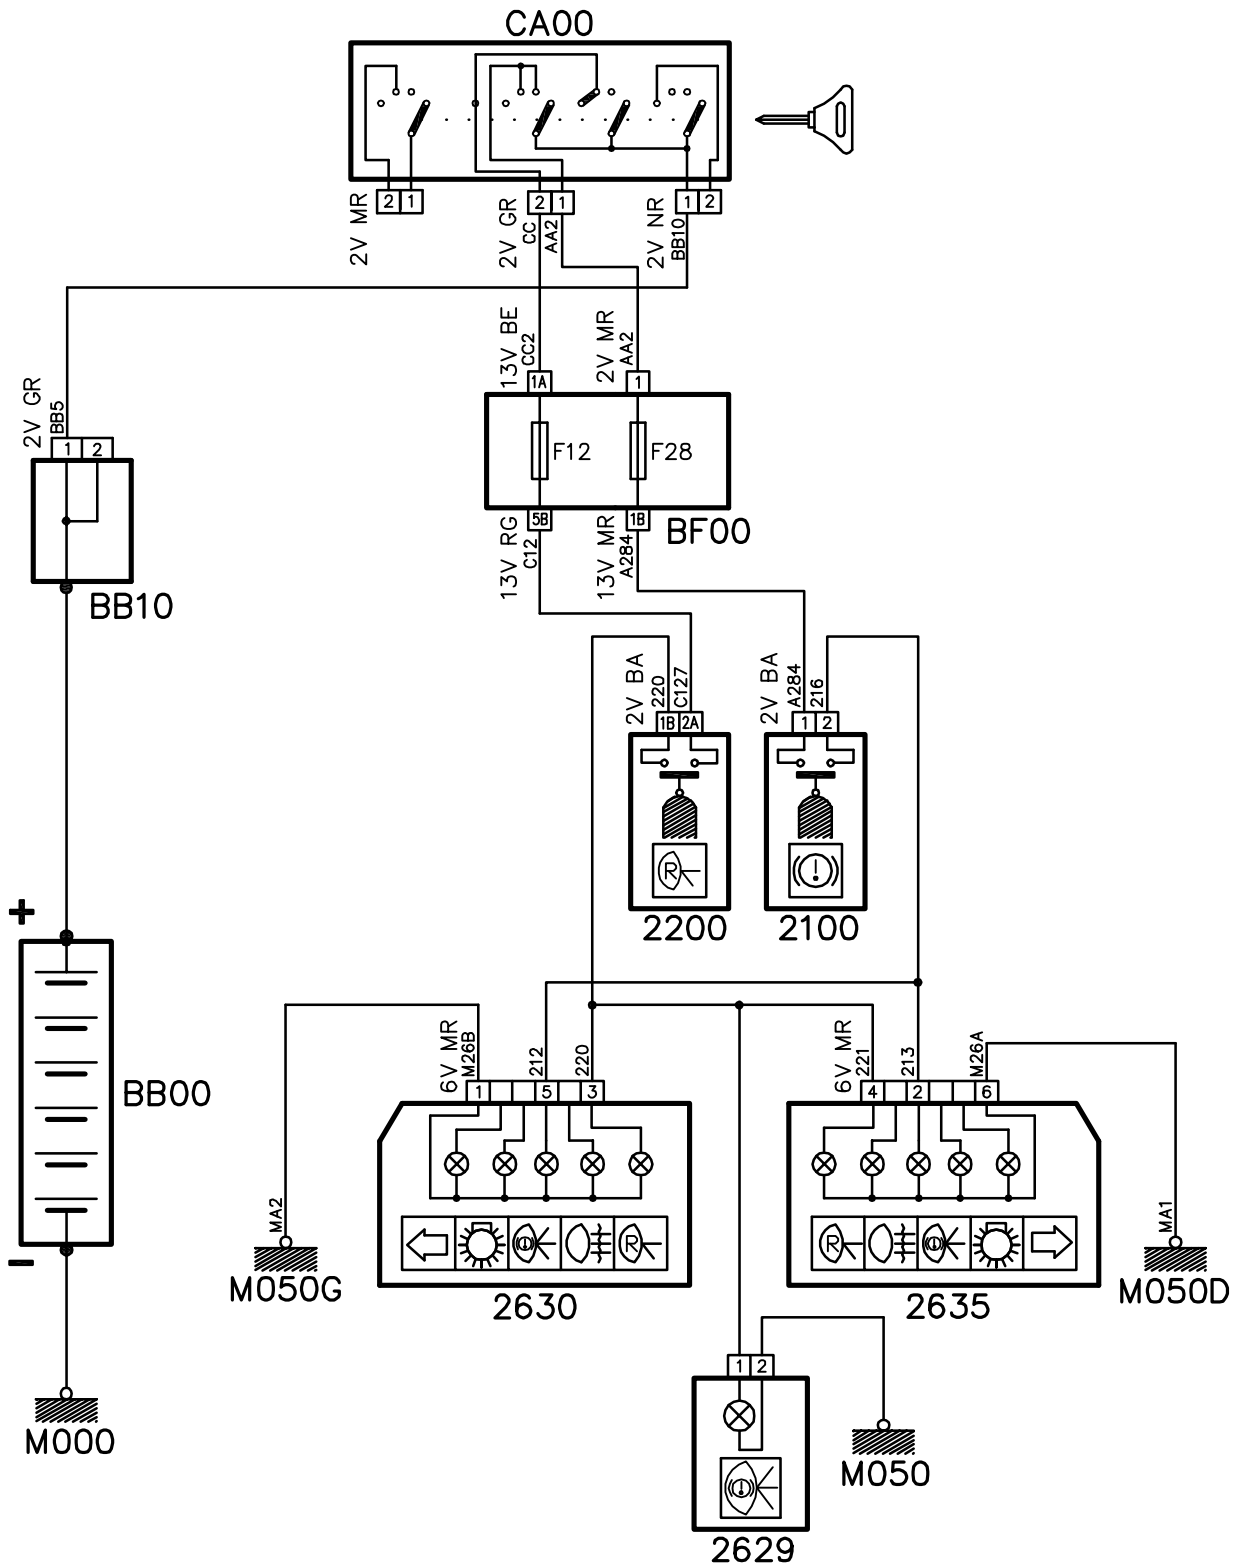 CA00
2 1
2 1
1 2
2V MR
2V GR
CC
AA2
2V NR
BB10
13V BE
CC2
2V MR
AA2
1A
1
2V GR
BB5
1 2
F12
F28
5B
1B
BF00
13V RG
C12
13V MR
A284
BB10
2V BA
220
C127
2V BA
A284
216
1B 2A
1 2
R
!
2200
2100
+
6V MR
M26B
212
220
6V MR
221
213
M26A
1 5 3
4 2 6
BB00
MA2
MA1
R
R
-
M050G
2630
2635
M050D
1 2
M000
M050
!
2629